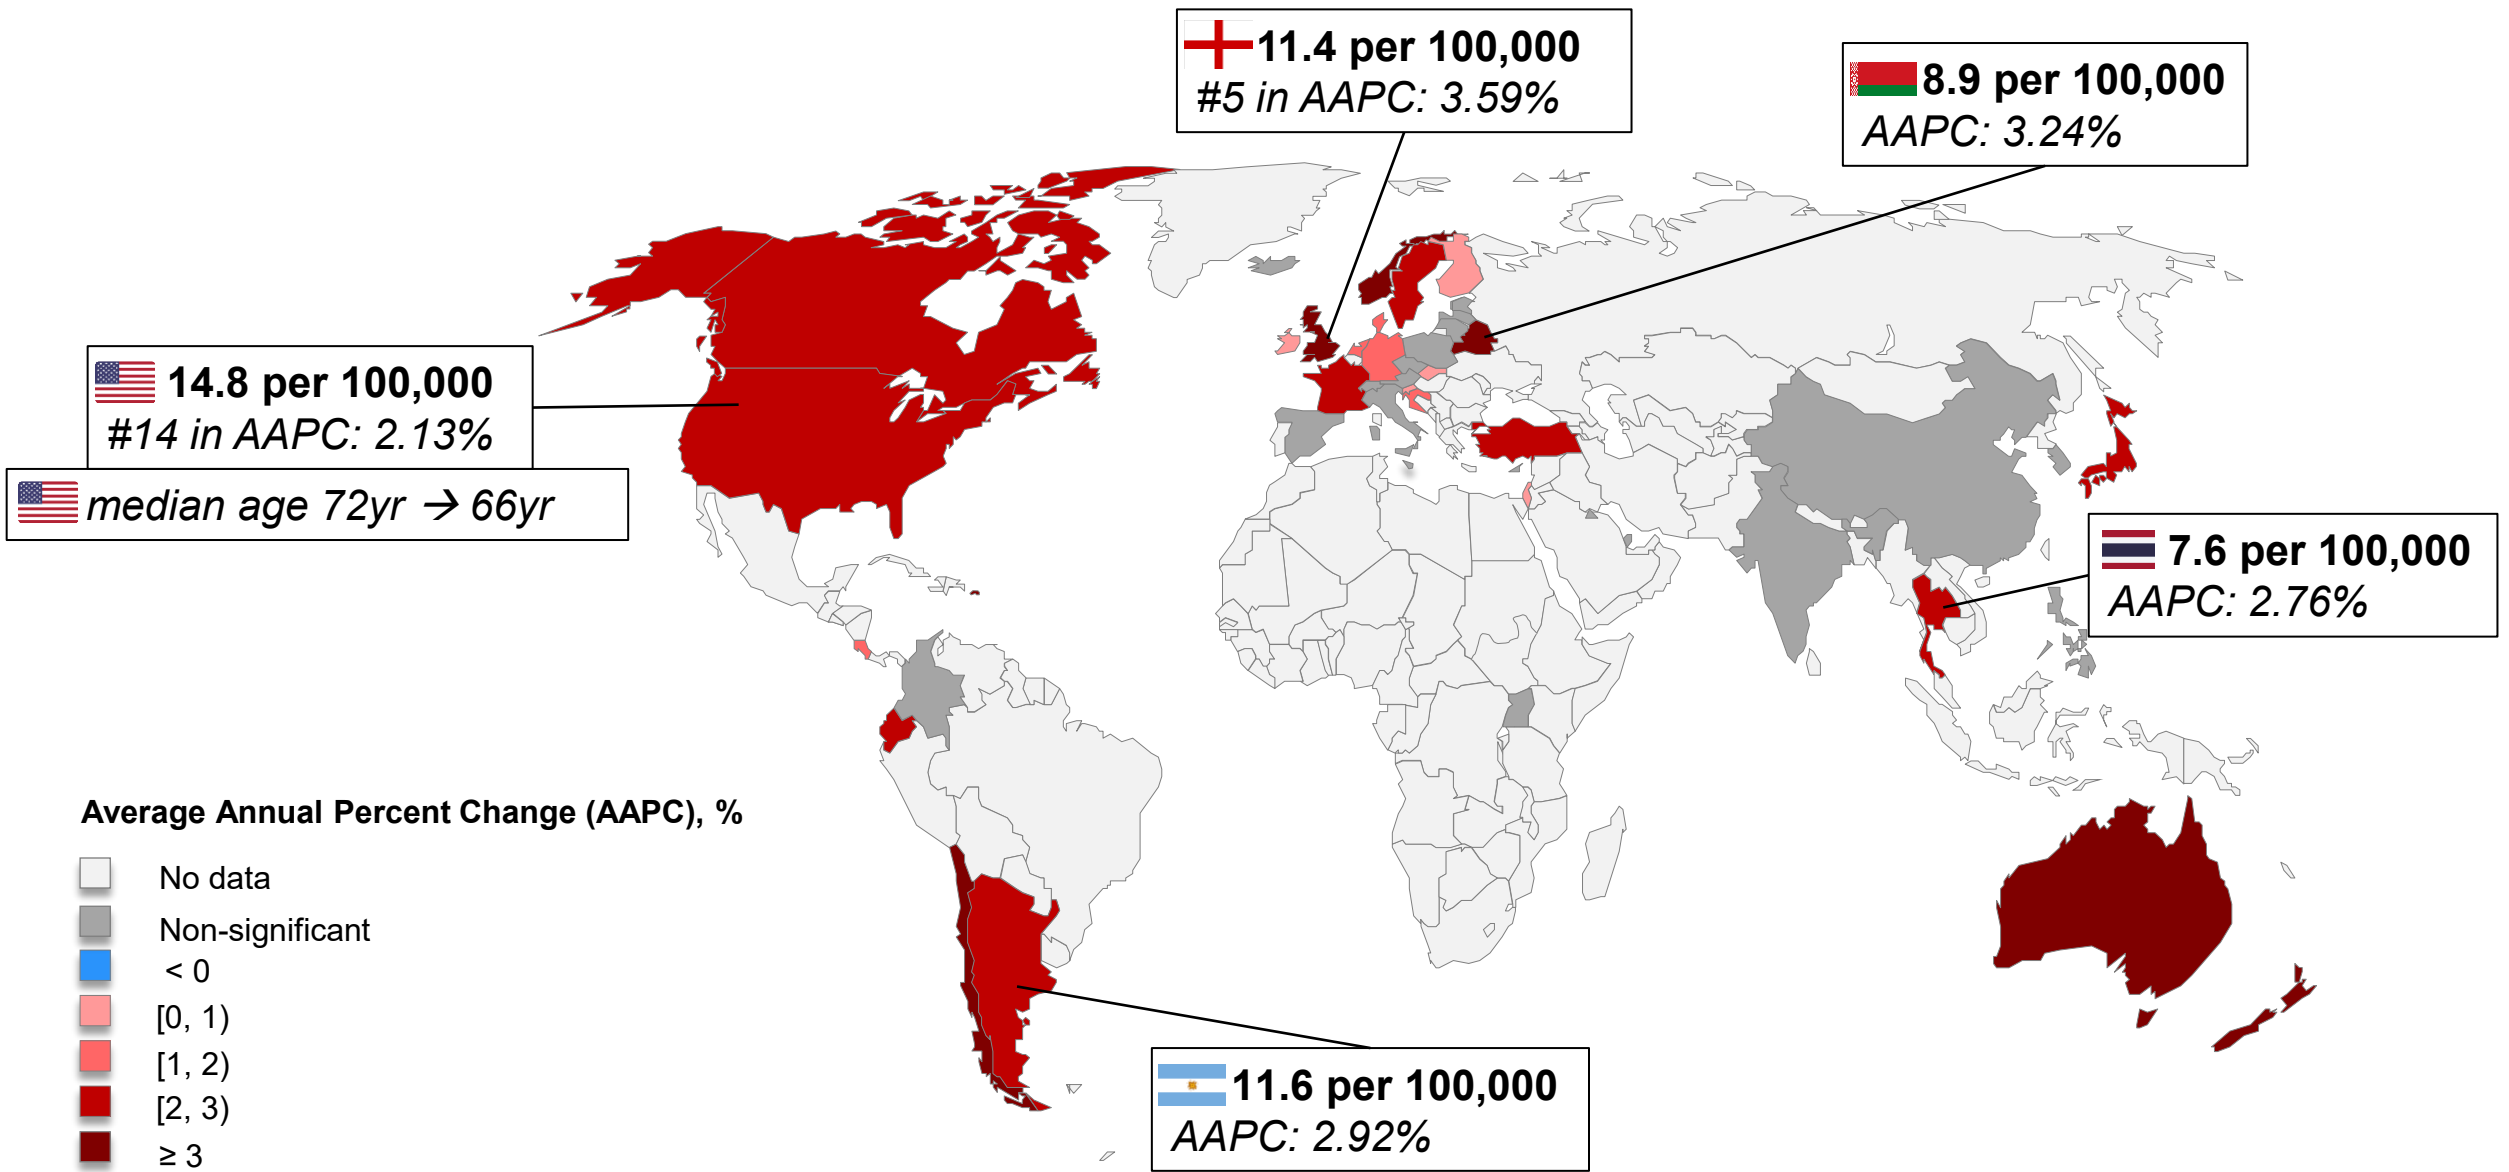 11.4 per 100,000
#5 in AAPC: 3.59%
8.9 per 100,000
AAPC: 3.24%
14.8 per 100,000
#14 in AAPC: 2.13%
median age 72yr → 66yr
7.6 per 100,000
AAPC: 2.76%
Average Annual Percent Change (AAPC), %
No data
Non-significant
< 0
[0, 1)
[1, 2)
[2, 3)
≥ 3
11.6 per 100,000
AAPC: 2.92%